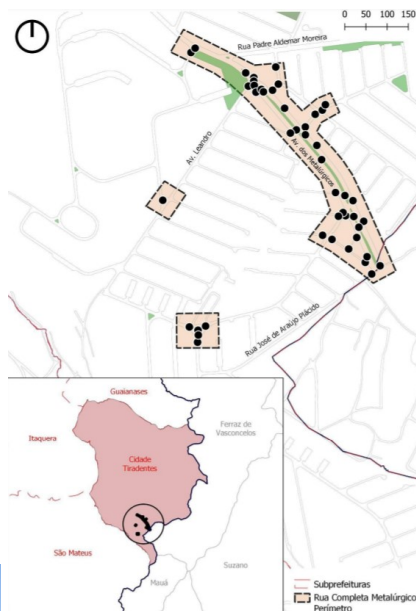 0 50 100 150
Rua Padre Aldemar Moreira
Av. Leandro
Av. dos Metalúrgicos
Rua José de Araújo Plácido
Guaianases
Itaquera
Ferraz de
Vasconcelos
Cidade
Tiradentes
São Mateus
Mauá
Suzano
Subprefeituras
Rua Completa Metalúrgico
Perímetro